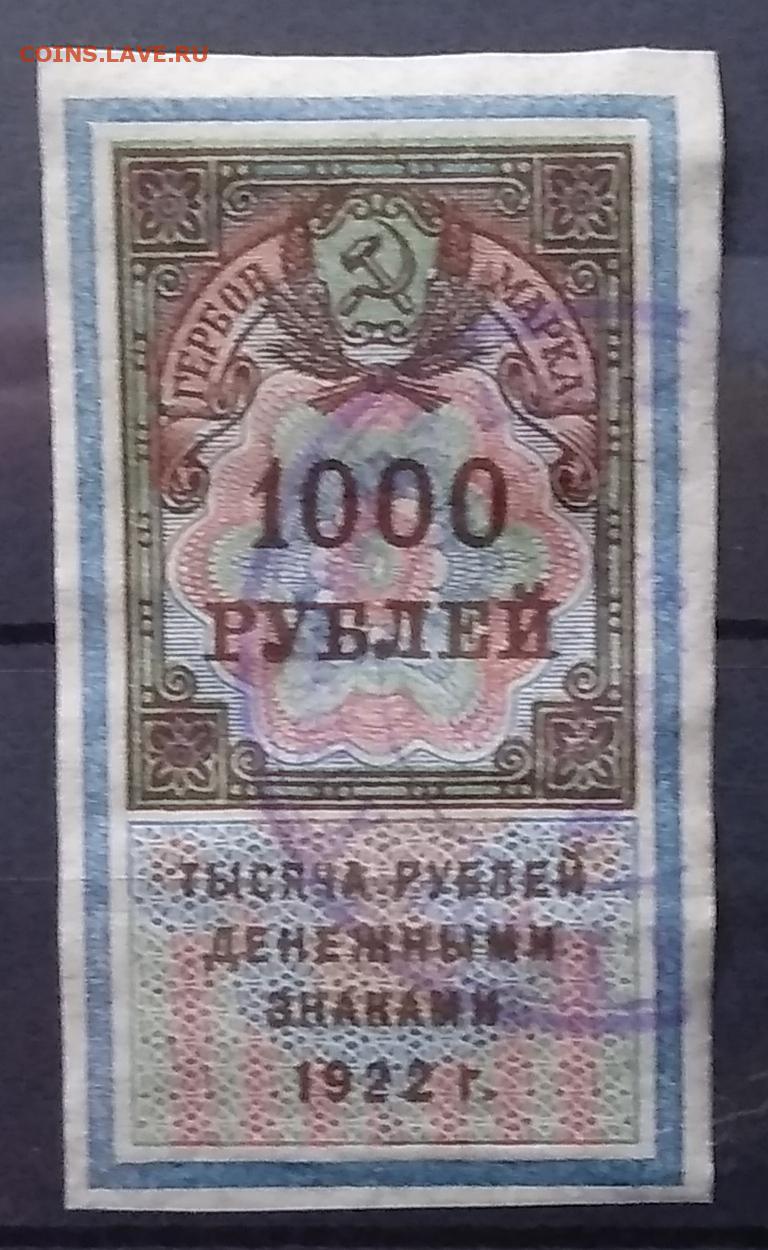 COINS.LAVE.RU
ГЕРБОВ МАРКА
1000
РУБЛЕЙ
ТЫСЯЧА РУБЛЕЙ
ДЕНЕЖНЫМИ
ЗНАКАМИ
1922 г.